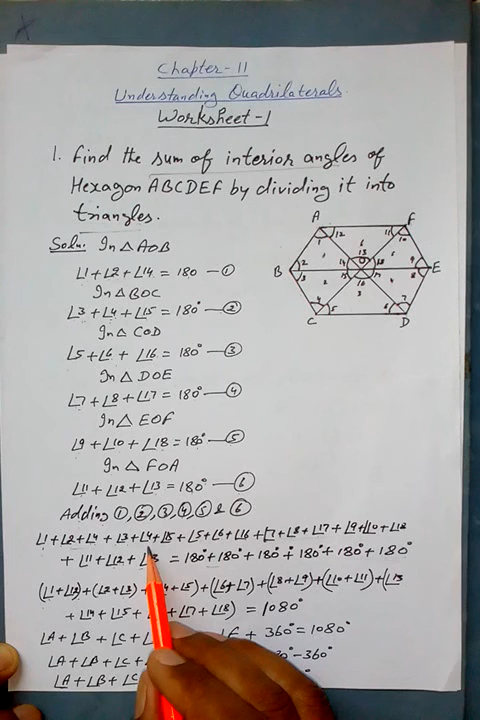 Chapter-11
Understanding Quadrilaterals
Worksheet-1
1. Find the sum of interior angles of
Hexagon ABCDEF by dividing it into
triangles.
Soln. In △AOB
∠1+∠2+∠14=180 —①
In △BOC
∠3+∠4+∠15=180° —②
In △COD
∠5+∠6+∠16=180° —③
In △DOE
∠7+∠8+∠17=180° —④
In △EOF
∠9+∠10+∠18=180° —⑤
In △FOA
∠11+∠12+∠13=180° —⑥
Adding ①,②,③,④,⑤ & ⑥
∠1+∠2+∠4+∠3+∠4+∠15+∠5+∠6+∠16+∠7+∠8+∠17+∠9+∠10+∠18
+∠11+∠12+ = 180°+180°+180°+180°+180°+180°
(∠1+∠12)+(∠2+∠3)+ +∠5)+(∠6+∠7)+(∠8+∠9)+(∠10+∠11)+(∠13
+∠14+∠15+ +∠17+∠18) = 1080°
∠A+∠B+∠C+ + 360°=1080°
∠A+∠B+∠C+ -360°
∠A+∠B+∠C
A
F
B
E
C
D
O